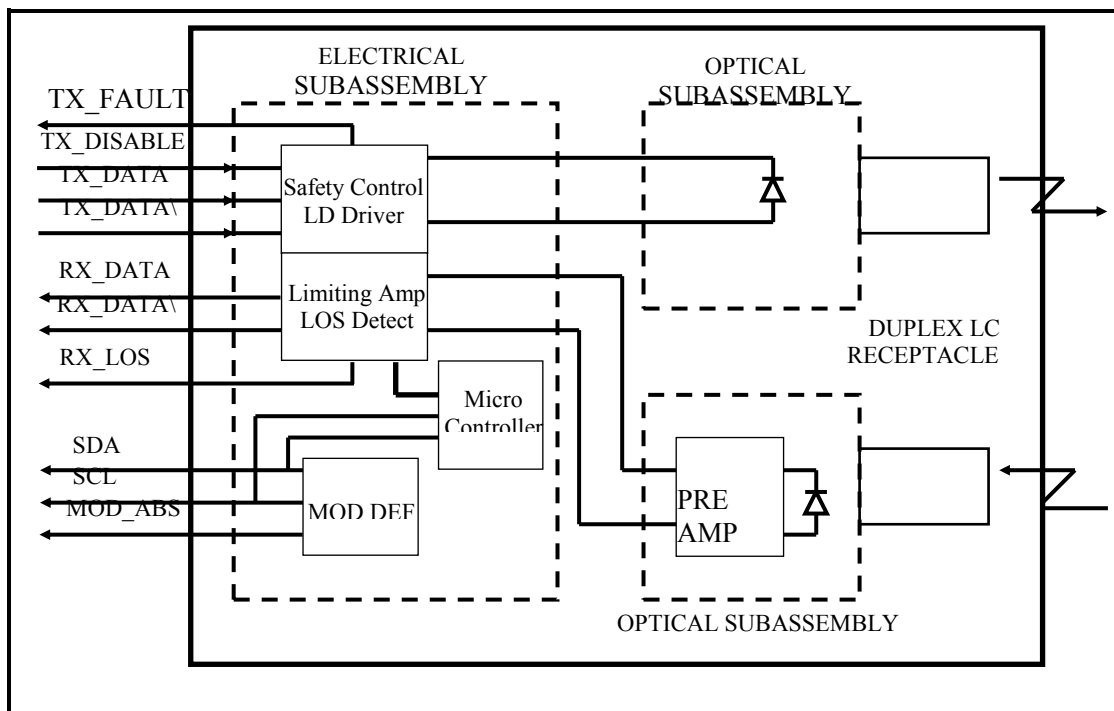 ELECTRICAL
SUBASSEMBLY
OPTICAL
SUBASSEMBLY
TX_FAULT
TX_DISABLE
TX_DATA
TX_DATA\
Safety Control
LD Driver
RX_DATA
RX_DATA\
RX_LOS
Limiting Amp
LOS Detect
DUPLEX LC
RECEPTACLE
Micro
Controller
SDA
SCL
MOD_ABS
MOD DEF
PRE
AMP
OPTICAL SUBASSEMBLY